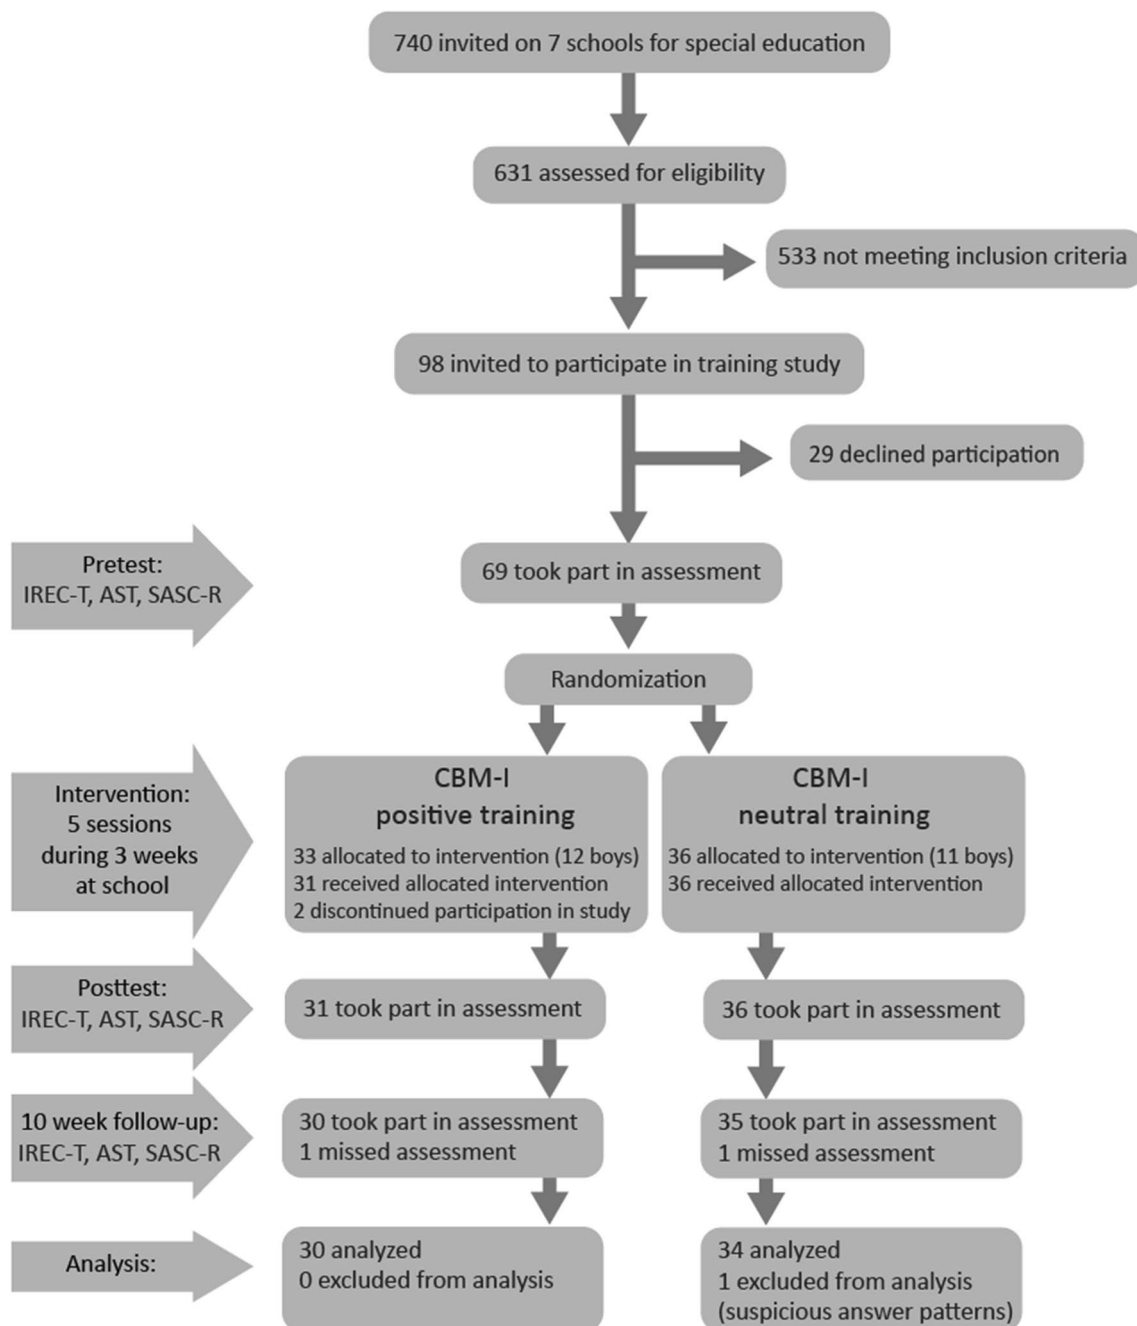 740 invited on 7 schools for special education
631 assessed for eligibility
533 not meeting inclusion criteria
98 invited to participate in training study
29 declined participation
Pretest:
IREC-T, AST, SASC-R
69 took part in assessment
Randomization
Intervention:
5 sessions
during 3 weeks
at school
CBM-I
positive training
33 allocated to intervention (12 boys)
31 received allocated intervention
2 discontinued participation in study
CBM-I
neutral training
36 allocated to intervention (11 boys)
36 received allocated intervention
Posttest:
IREC-T, AST, SASC-R
31 took part in assessment
36 took part in assessment
10 week follow-up:
IREC-T, AST, SASC-R
30 took part in assessment
1 missed assessment
35 took part in assessment
1 missed assessment
Analysis:
30 analyzed
0 excluded from analysis
34 analyzed
1 excluded from analysis
(suspicious answer patterns)